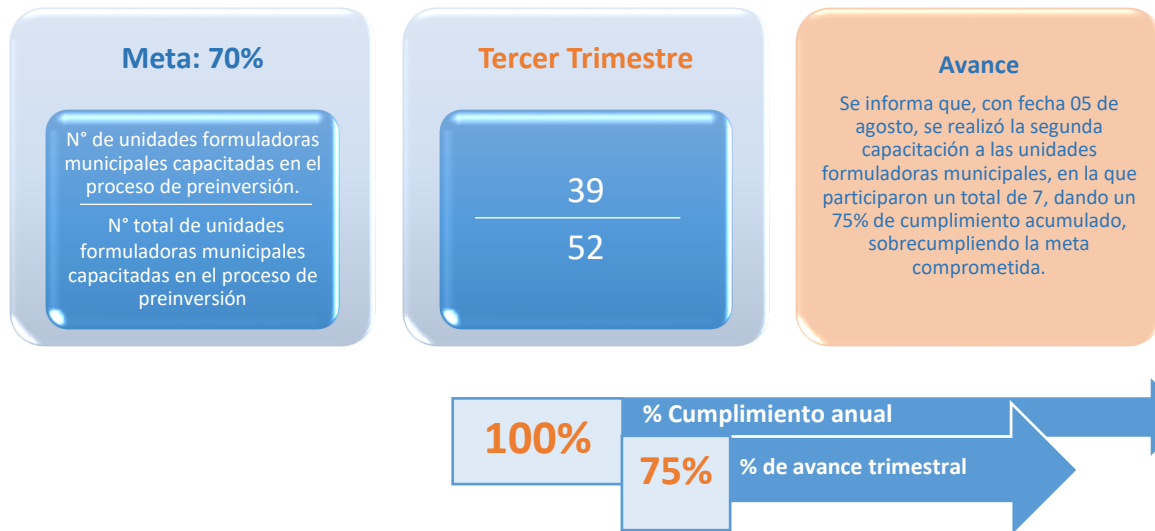 Meta: 70%
N° de unidades formuladoras
municipales capacitadas en el
proceso de preinversión.
N° total de unidades
formuladoras municipales
capacitadas en el proceso de
preinversión
Tercer Trimestre
39
52
Avance
Se informa que, con fecha 05 de
agosto, se realizó la segunda
capacitación a las unidades
formuladoras municipales, en la que
participaron un total de 7, dando un
75% de cumplimiento acumulado,
sobrecumpliendo la meta
comprometida.
100%
% Cumplimiento anual
75%
% de avance trimestral